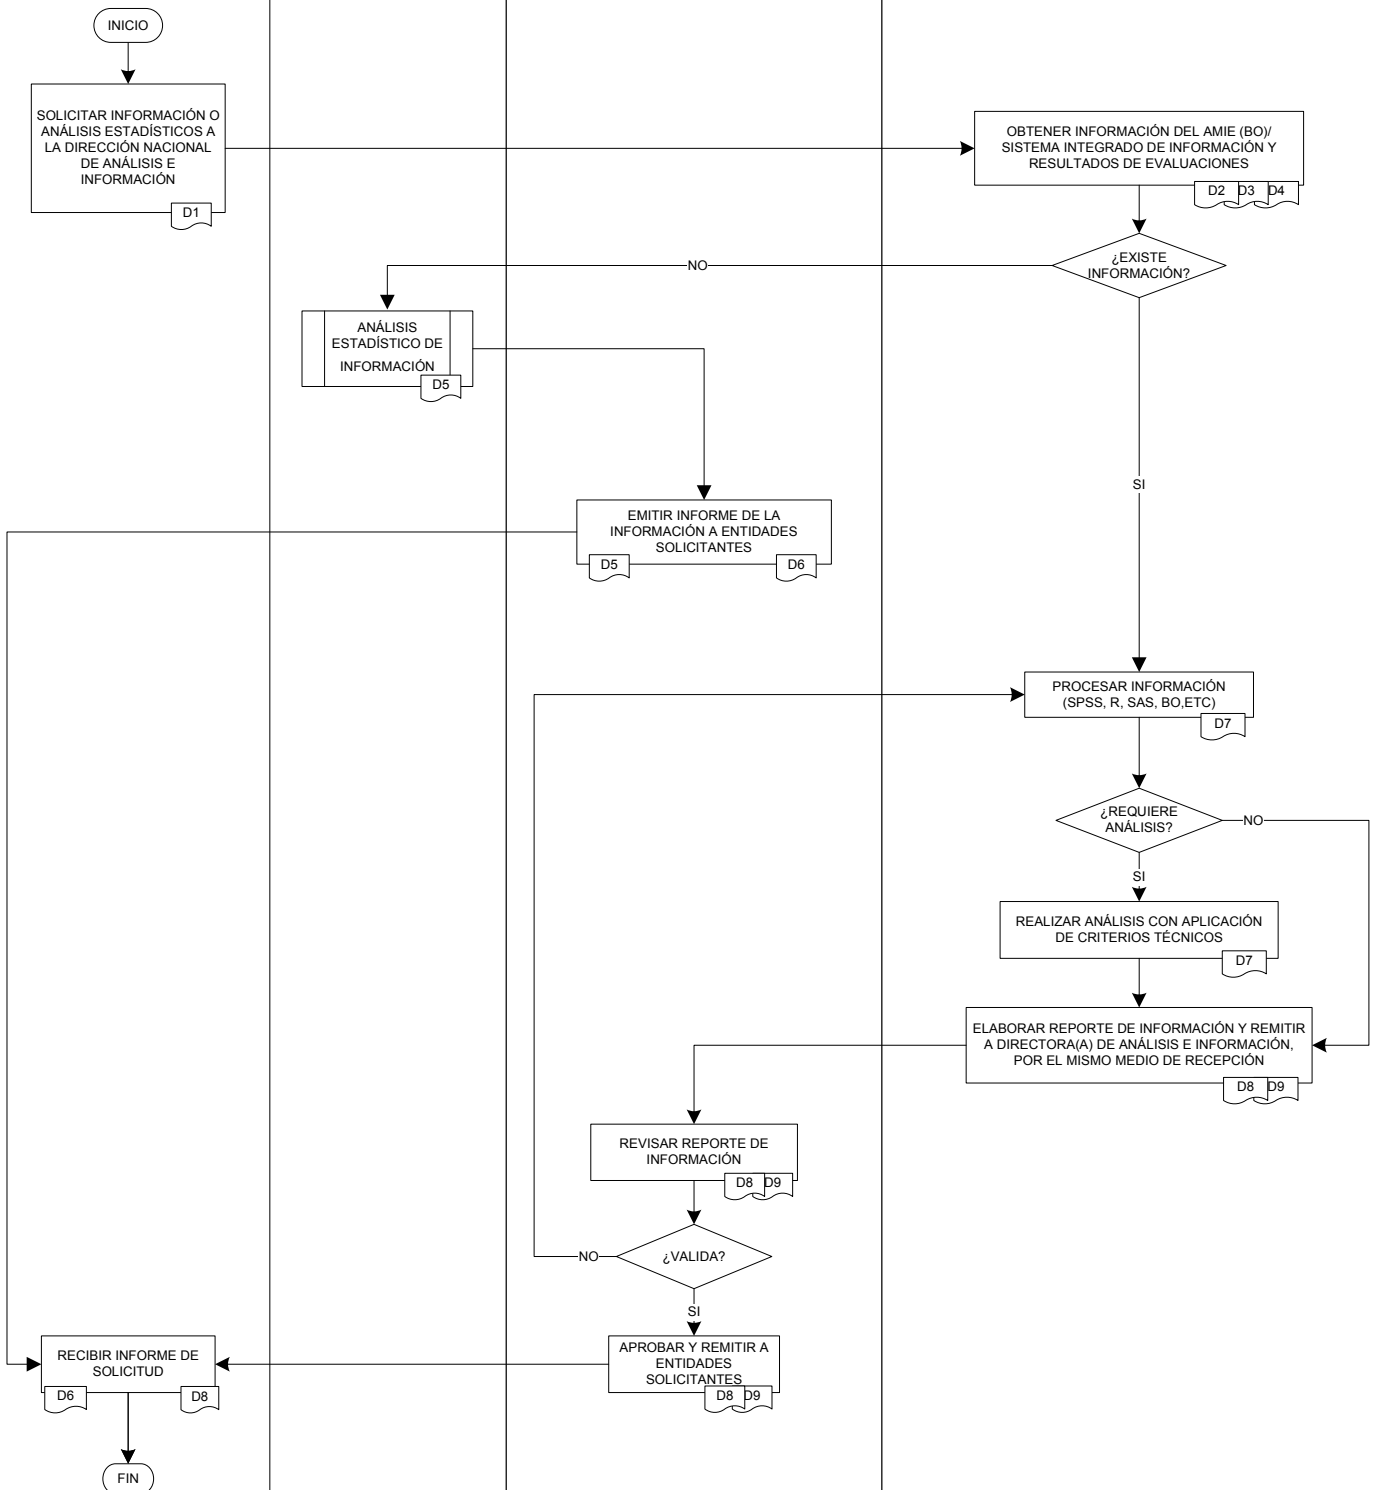 INICIO
SOLICITAR INFORMACIÓN O
ANÁLISIS ESTADÍSTICOS A
LA DIRECCIÓN NACIONAL
DE ANÁLISIS E
INFORMACIÓN
D1
OBTENER INFORMACIÓN DEL AMIE (BO)/
SISTEMA INTEGRADO DE INFORMACIÓN Y
RESULTADOS DE EVALUACIONES
D2 D3 D4
¿EXISTE
INFORMACIÓN?
NO
SI
ANÁLISIS
ESTADÍSTICO DE
INFORMACIÓN
D5
EMITIR INFORME DE LA
INFORMACIÓN A ENTIDADES
SOLICITANTES
D5
D6
PROCESAR INFORMACIÓN
(SPSS, R, SAS, BO,ETC)
D7
¿REQUIERE
ANÁLISIS?
NO
SI
REALIZAR ANÁLISIS CON APLICACIÓN
DE CRITERIOS TÉCNICOS
D7
ELABORAR REPORTE DE INFORMACIÓN Y REMITIR
A DIRECTORA(A) DE ANÁLISIS E INFORMACIÓN,
POR EL MISMO MEDIO DE RECEPCIÓN
D8 D9
REVISAR REPORTE DE
INFORMACIÓN
D8 D9
¿VALIDA?
NO
SI
APROBAR Y REMITIR A
ENTIDADES
SOLICITANTES
D8 D9
RECIBIR INFORME DE
SOLICITUD
D6
D8
FIN